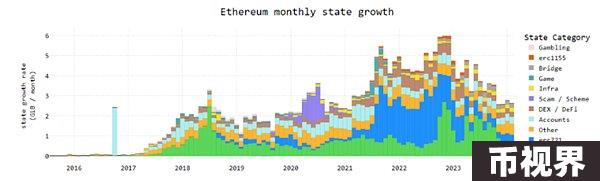 Ethereum monthly state growth
State Category
Gambling
erc1155
Bridge
Game
Infra
Scam / Scheme
DEX / DeFi
Accounts
Other
erc721
state growth rate
(GiB / month)
6
5
4
3
2
1
0
2016
2017
2018
2019
2020
2021
2022
2023
币视界